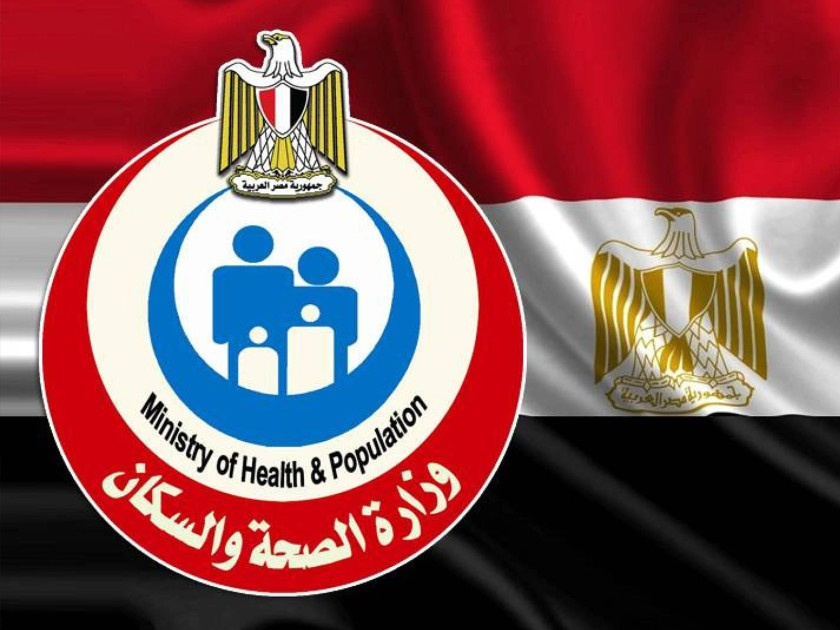 جمهورية مصر العربية
Ministry of Health & Population
وزارة الصحة والسكان
جمهورية مصر العربية